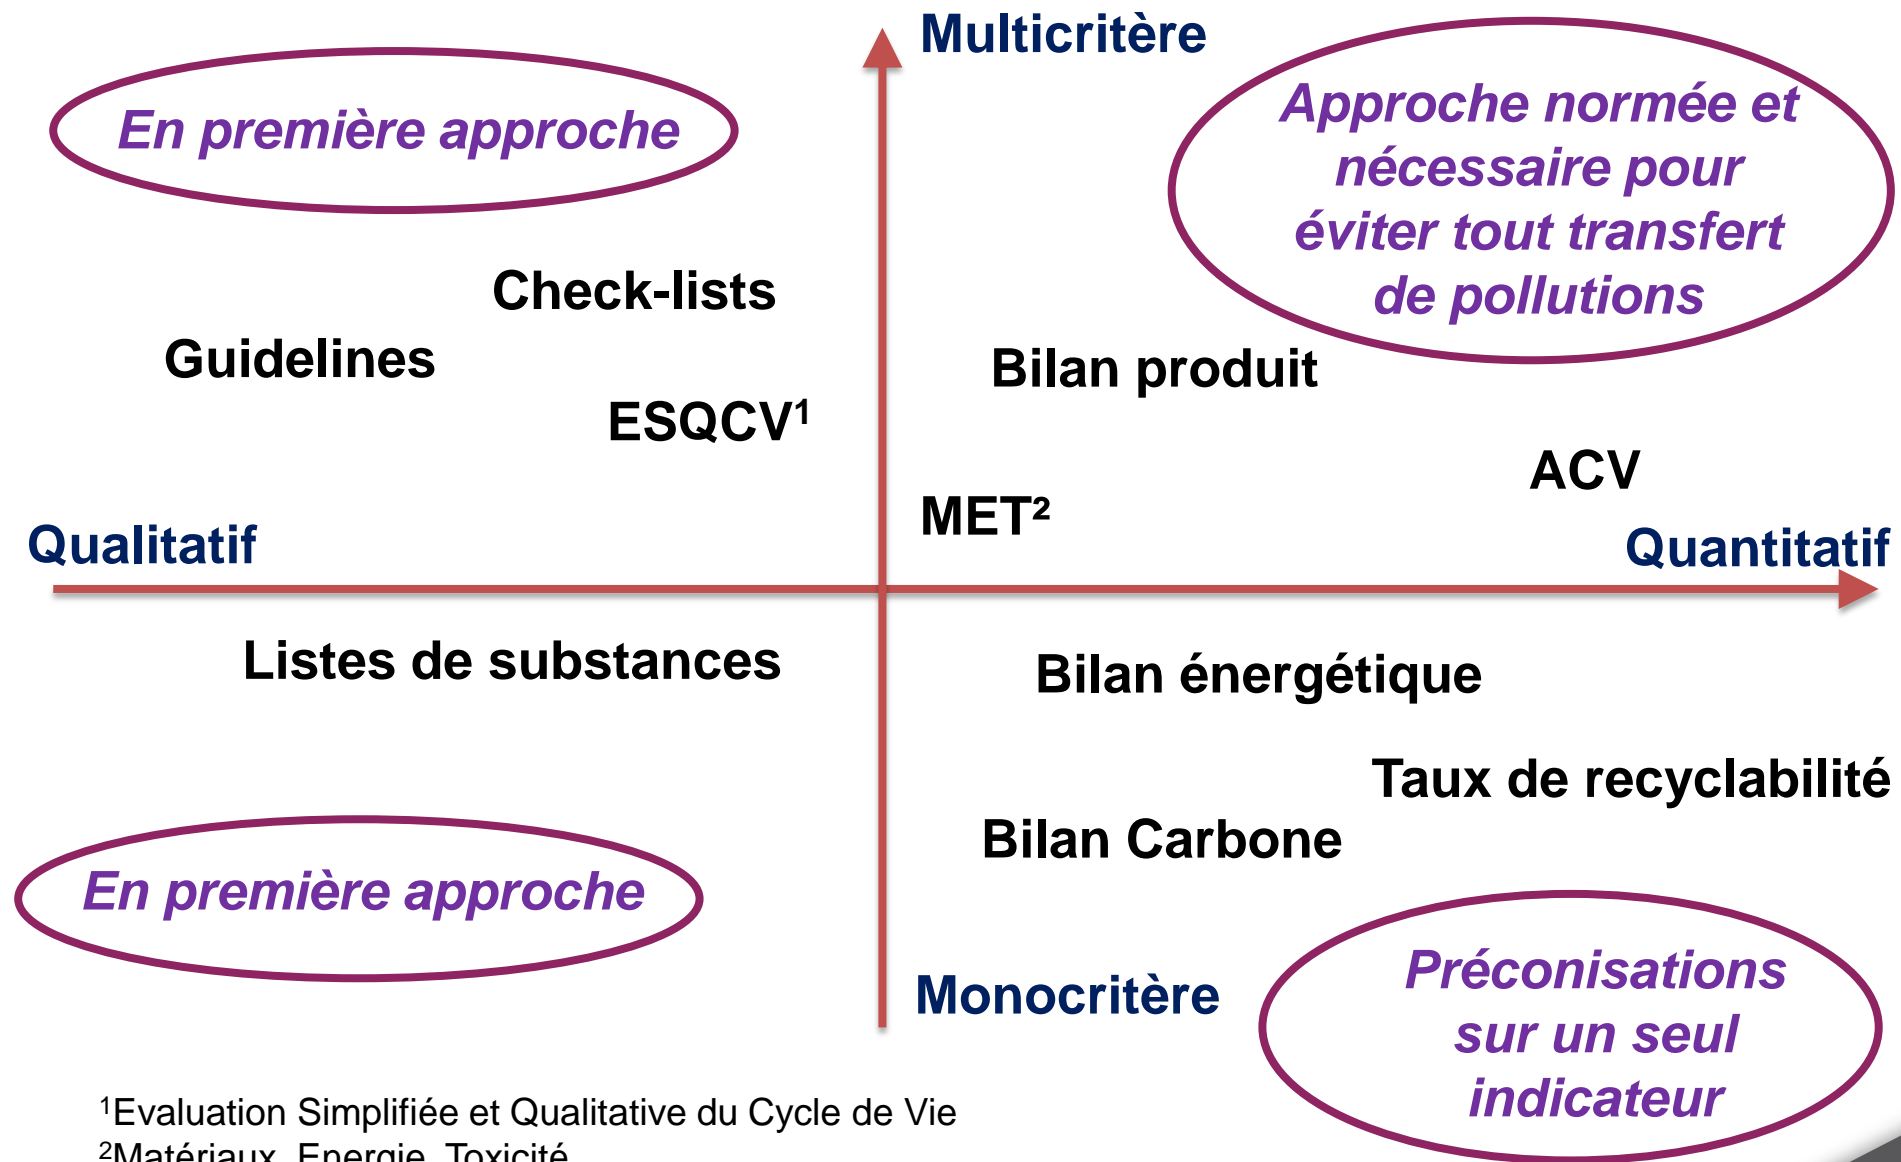 Multicritère
En première approche
Approche normée et
nécessaire pour
éviter tout transfert
de pollutions
Check-lists
Guidelines
Bilan produit
ESQCV¹
ACV
MET²
Qualitatif
Quantitatif
Listes de substances
Bilan énergétique
Taux de recyclabilité
Bilan Carbone
En première approche
Monocritère
Préconisations
sur un seul
indicateur
¹Evaluation Simplifiée et Qualitative du Cycle de Vie
²Matériaux, Energie, Toxicité